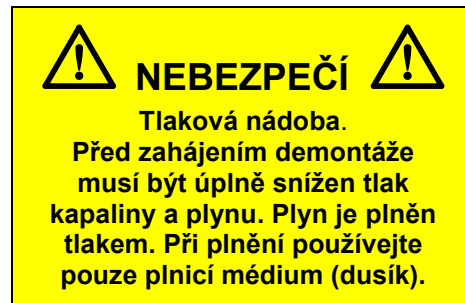 NEBEZPEČÍ
Tlaková nádoba.
Před zahájením demontáže
musí být úplně snížen tlak
kapaliny a plynu. Plyn je plněn
tlakem. Při plnění používejte
pouze plnicí médium (dusík).